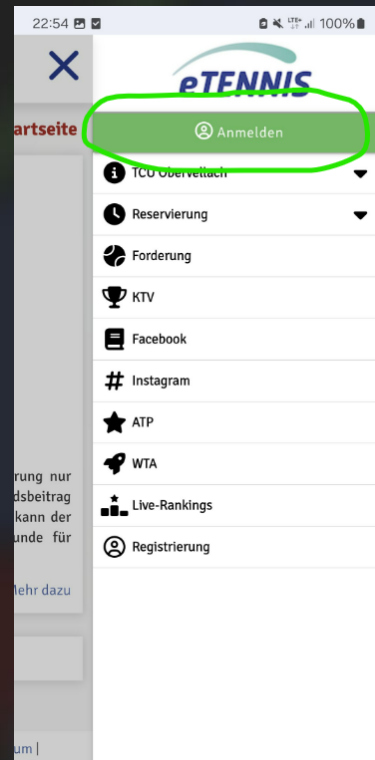 22:54
LTE+
100%
eTENNIS
artseite
Anmelden
TCU Obervellach
Reservierung
Forderung
KTV
Facebook
# Instagram
ATP
WTA
Live-Rankings
Registrierung
rung nur
dsbeitrag
kann der
unde für
Mehr dazu
um |